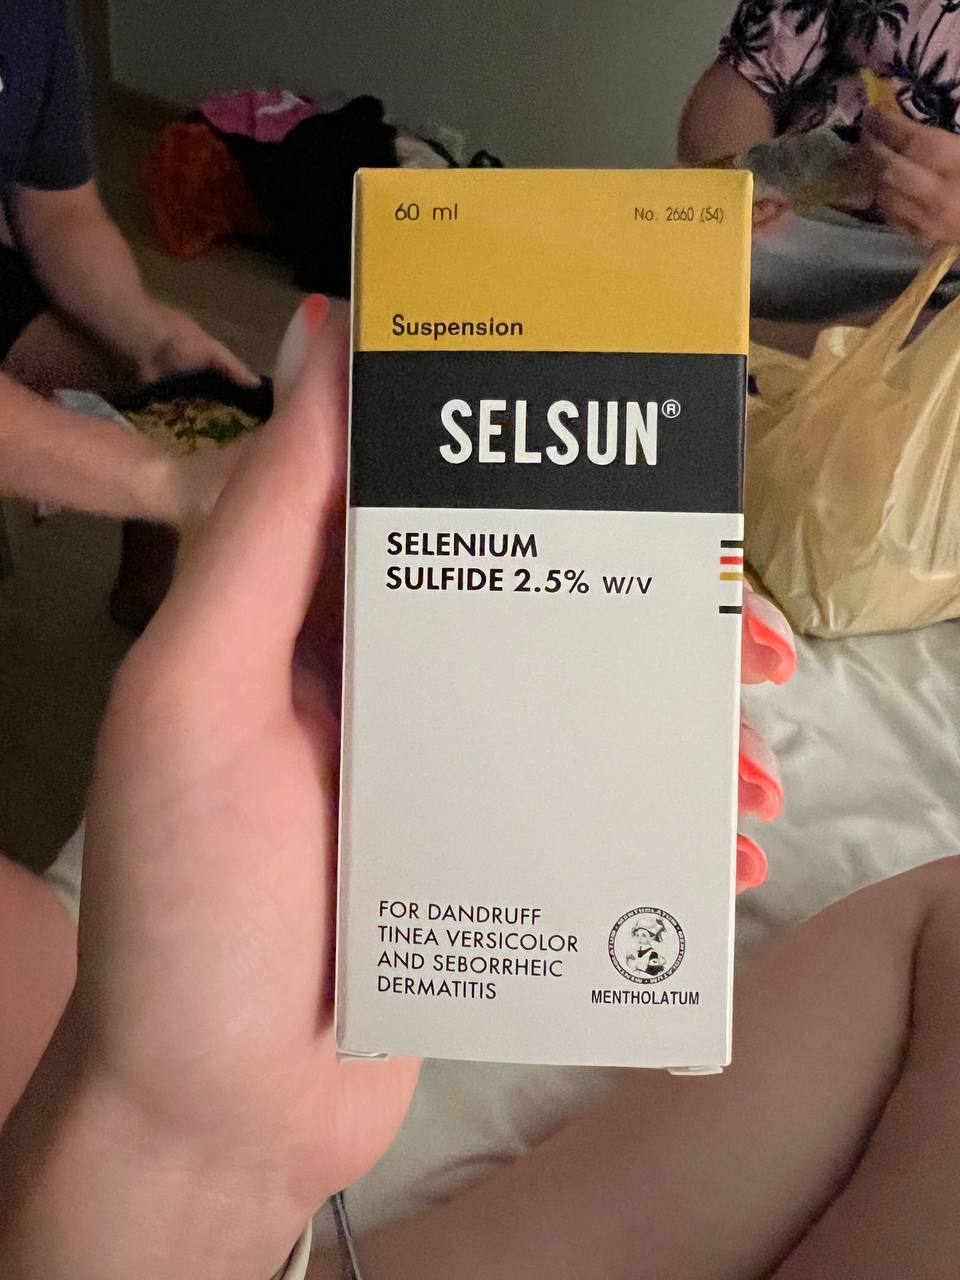 60 ml
No. 2660 (54)
Suspension
SELSUN®
SELENIUM
SULFIDE 2.5% W/V
FOR DANDRUFF
TINEA VERSICOLOR
AND SEBORRHEIC
DERMATITIS
MENTHOLATUM